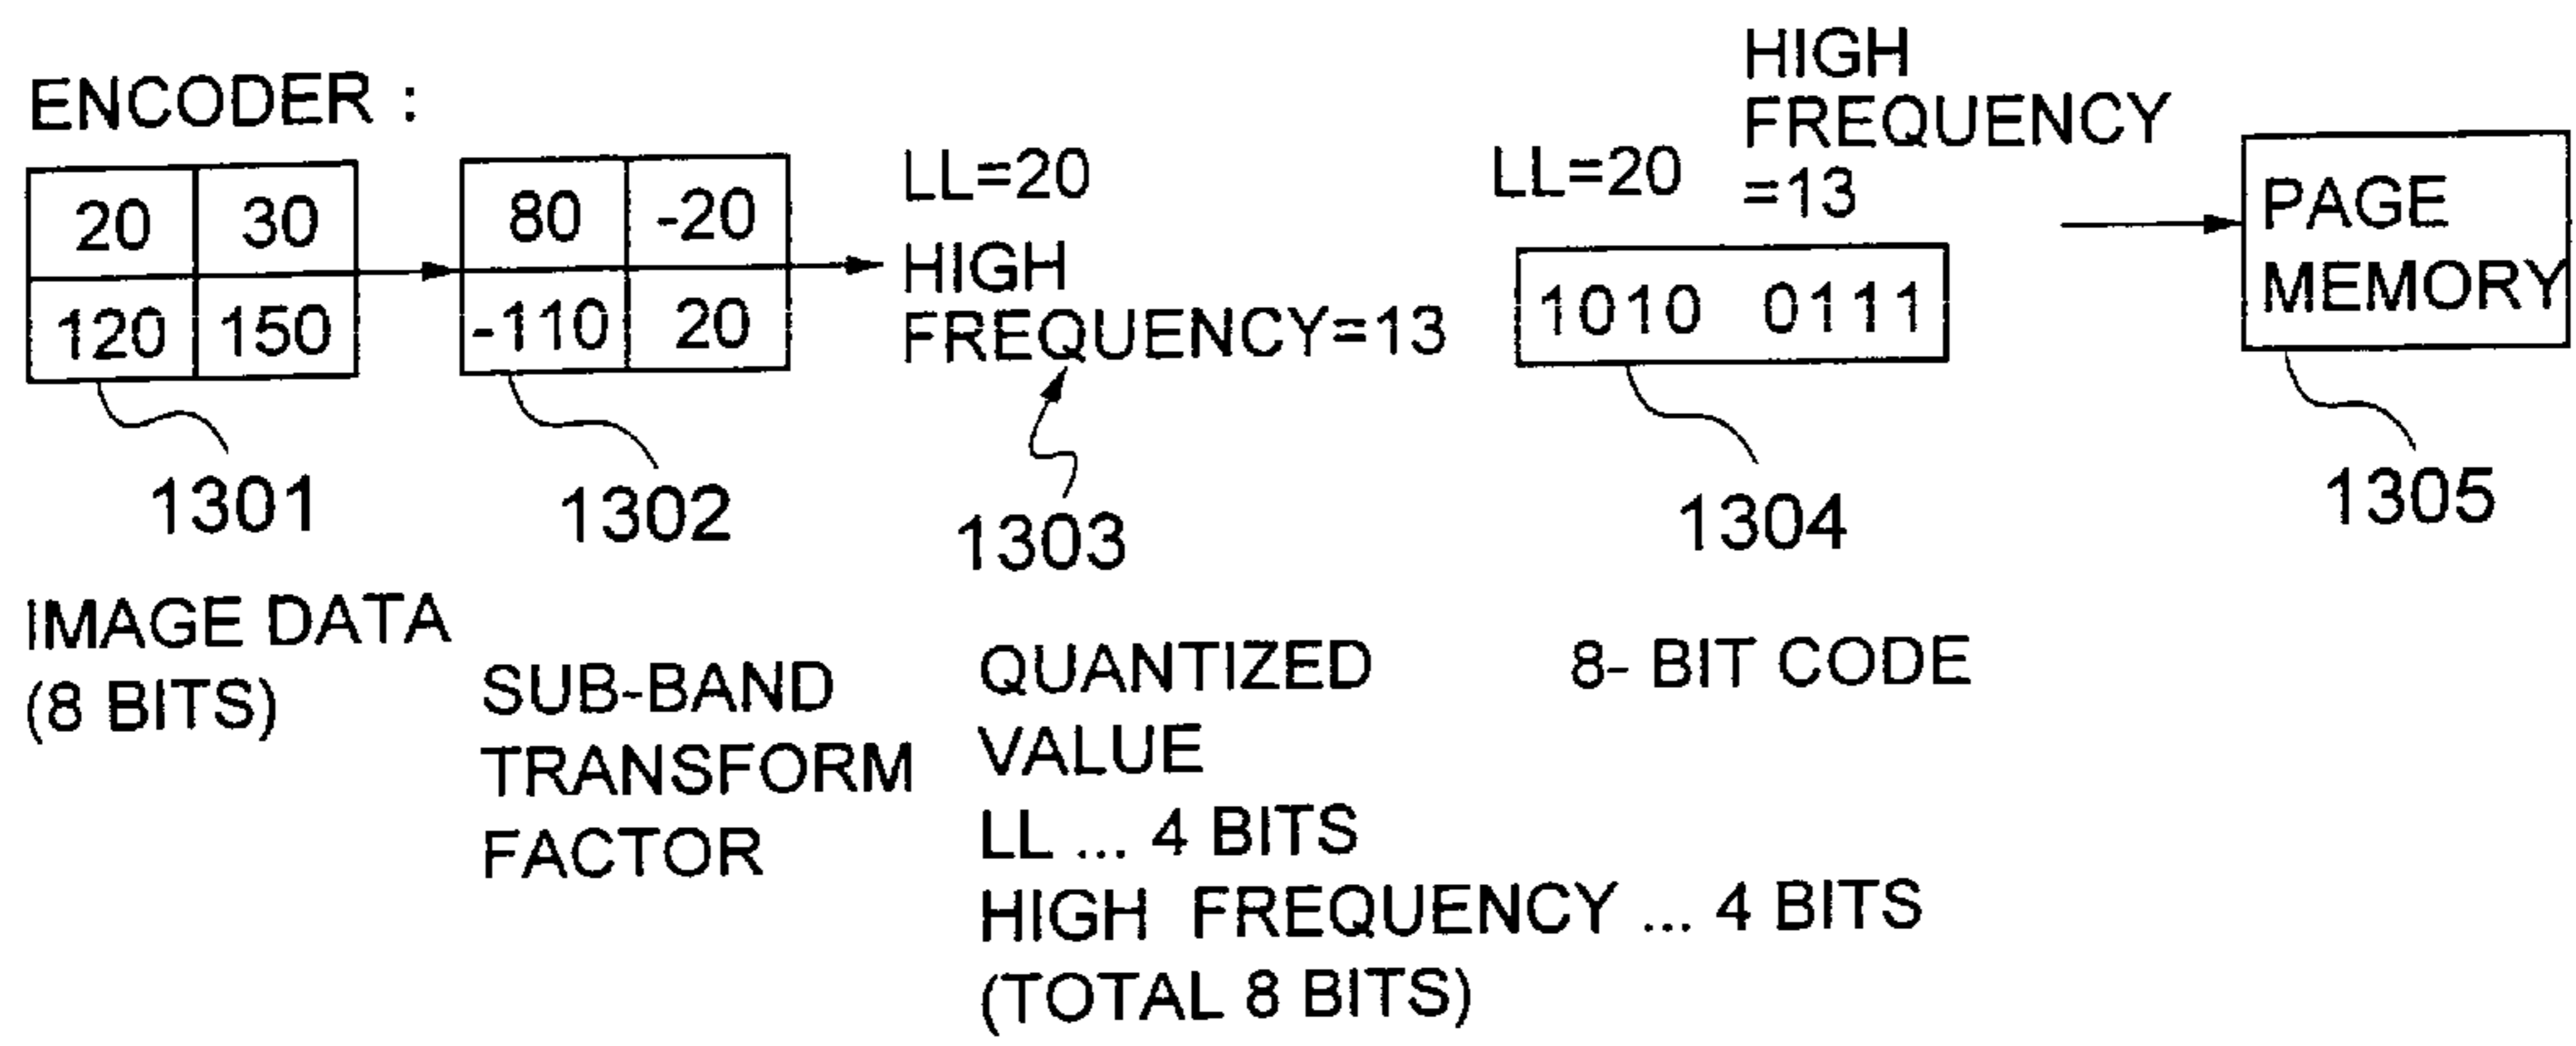 ENCODER :
20 30
120 150
1301
IMAGE DATA
(8 BITS)
80 -20
-110 20
1302
SUB-BAND
TRANSFORM
FACTOR
LL=20
HIGH
FREQUENCY=13
1303
QUANTIZED
VALUE
LL ... 4 BITS
HIGH FREQUENCY ... 4 BITS
(TOTAL 8 BITS)
LL=20
HIGH
FREQUENCY
=13
1010 0111
1304
8- BIT CODE
PAGE
MEMORY
1305